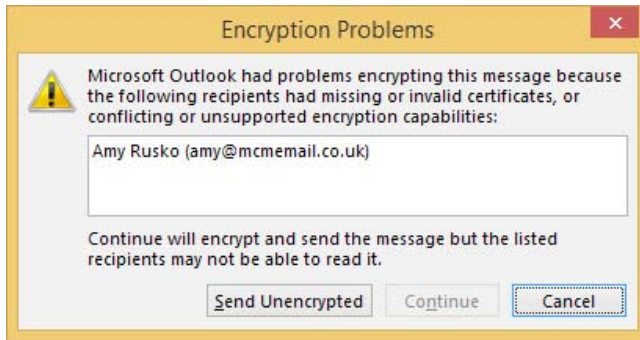 Encryption Problems
Microsoft Outlook had problems encrypting this message because
the following recipients had missing or invalid certificates, or
conflicting or unsupported encryption capabilities:
Amy Rusko (amy@mcmemail.co.uk)
Continue will encrypt and send the message but the listed
recipients may not be able to read it.
Send Unencrypted Continue Cancel